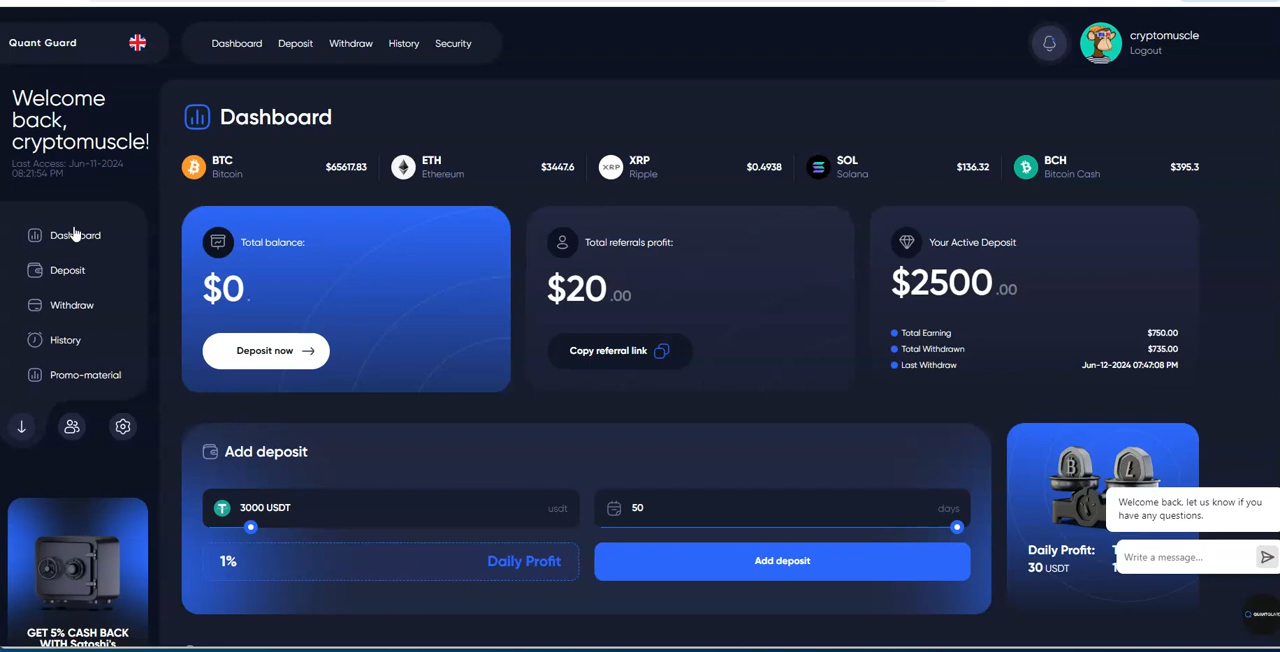 Quant Guard
Dashboard Deposit Withdraw History Security
cryptomuscle
Logout
Welcome
back,
cryptomuscle!
Last Access: Jun-11-2024
08:21:54 PM
Dashboard
Deposit
Withdraw
History
Promo-material
GET 5% CASH BACK
WITH Satoshi's
Dashboard
BTC
Bitcoin
$65617.83
ETH
Ethereum
$3447.6
XRP
XRP
Ripple
$0.4938
SOL
Solana
$136.32
BCH
Bitcoin Cash
$395.3
Total balance:
$0.
Deposit now
Total referrals profit:
$20.00
Copy referral link
Your Active Deposit
$2500.00
Total Earning $750.00
Total Withdrawn $735.00
Last Withdraw Jun-12-2024 07:47:08 PM
Add deposit
3000 USDT usdt
50 days
1% Daily Profit
Add deposit
Daily Profit:
30 USDT
Welcome back, let us know if you
have any questions.
Write a message...